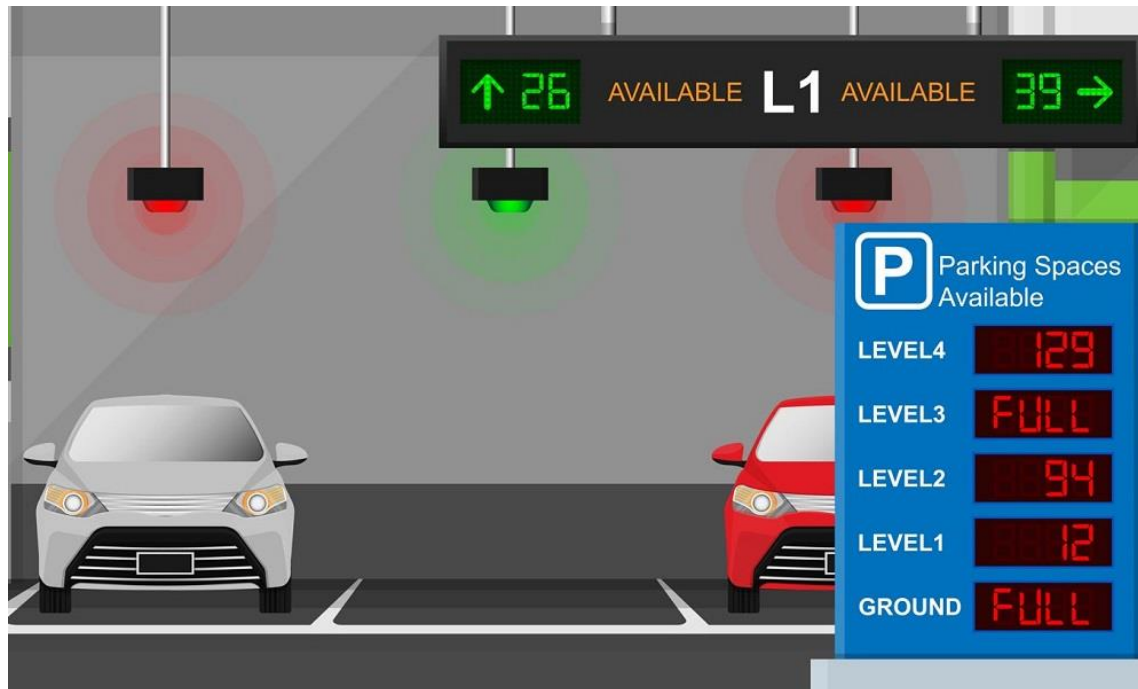 ↑ 26 AVAILABLE L1 AVAILABLE 39 →
P Parking Spaces
Available
LEVEL4 129
LEVEL3 FULL
LEVEL2 94
LEVEL1 12
GROUND FULL